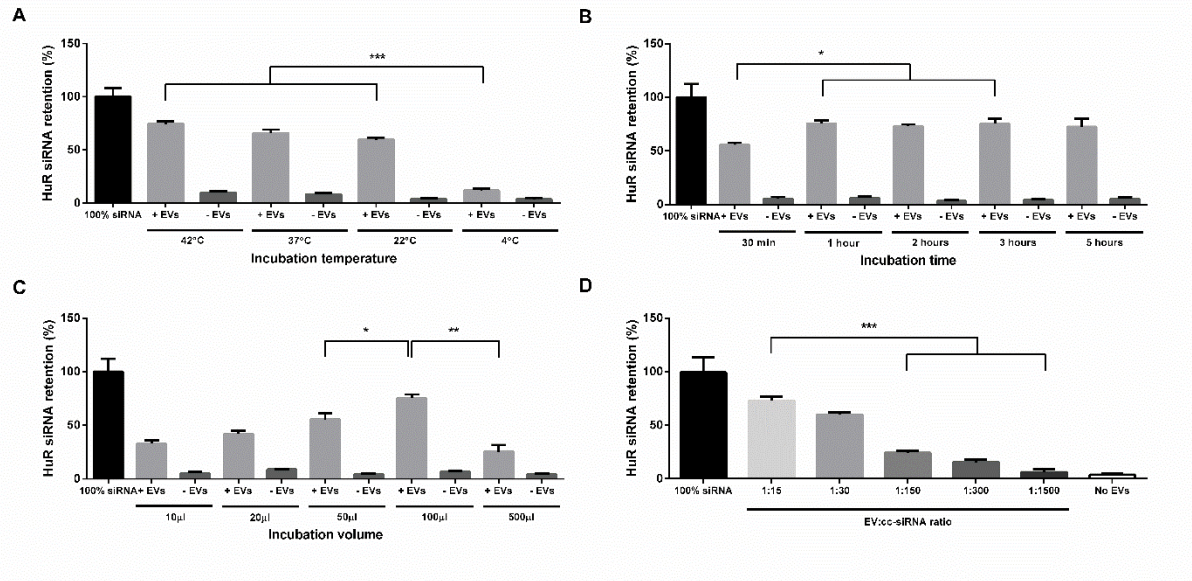 A
HuR siRNA retention (%)
150
100
50
0
***
100% siRNA + EVs - EVs + EVs - EVs + EVs - EVs + EVs - EVs
42°C 37°C 22°C 4°C
Incubation temperature
B
HuR siRNA retention (%)
150
100
50
0
*
100% siRNA + EVs - EVs + EVs - EVs + EVs - EVs + EVs - EVs + EVs - EVs
30 min 1 hour 2 hours 3 hours 5 hours
Incubation time
C
HuR siRNA retention (%)
150
100
50
0
* **
100% siRNA + EVs - EVs + EVs - EVs + EVs - EVs + EVs - EVs + EVs - EVs
10µl 20µl 50µl 100µl 500µl
Incubation volume
D
HuR siRNA retention (%)
150
100
50
0
***
100% siRNA 1:15 1:30 1:150 1:300 1:1500 No EVs
EV:cc-siRNA ratio